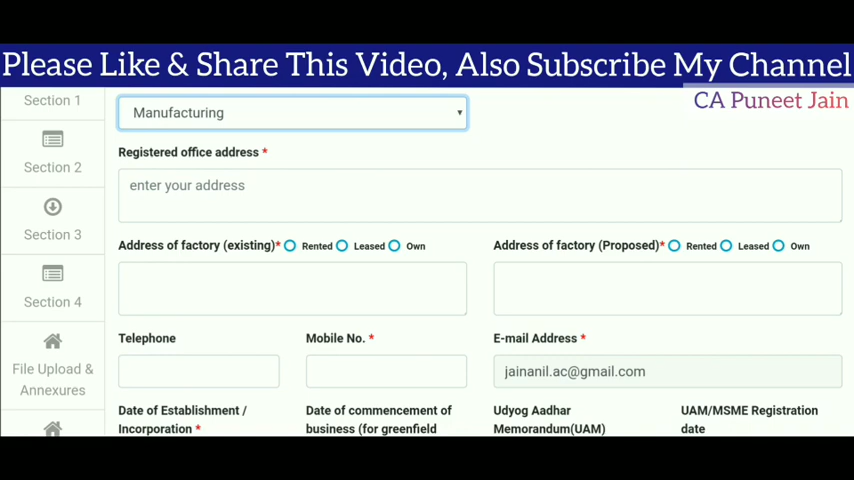 Please Like & Share This Video, Also Subscribe My Channel
CA Puneet Jain
Section 1
Section 2
Section 3
Section 4
File Upload &
Annexures
Manufacturing
Registered office address *
enter your address
Address of factory (existing)* Rented Leased Own
Address of factory (Proposed)* Rented Leased Own
Telephone
Mobile No. *
E-mail Address *
jainanil.ac@gmail.com
Date of Establishment /
Incorporation *
Date of commencement of
business (for greenfield
Udyog Aadhar
Memorandum(UAM)
UAM/MSME Registration
date